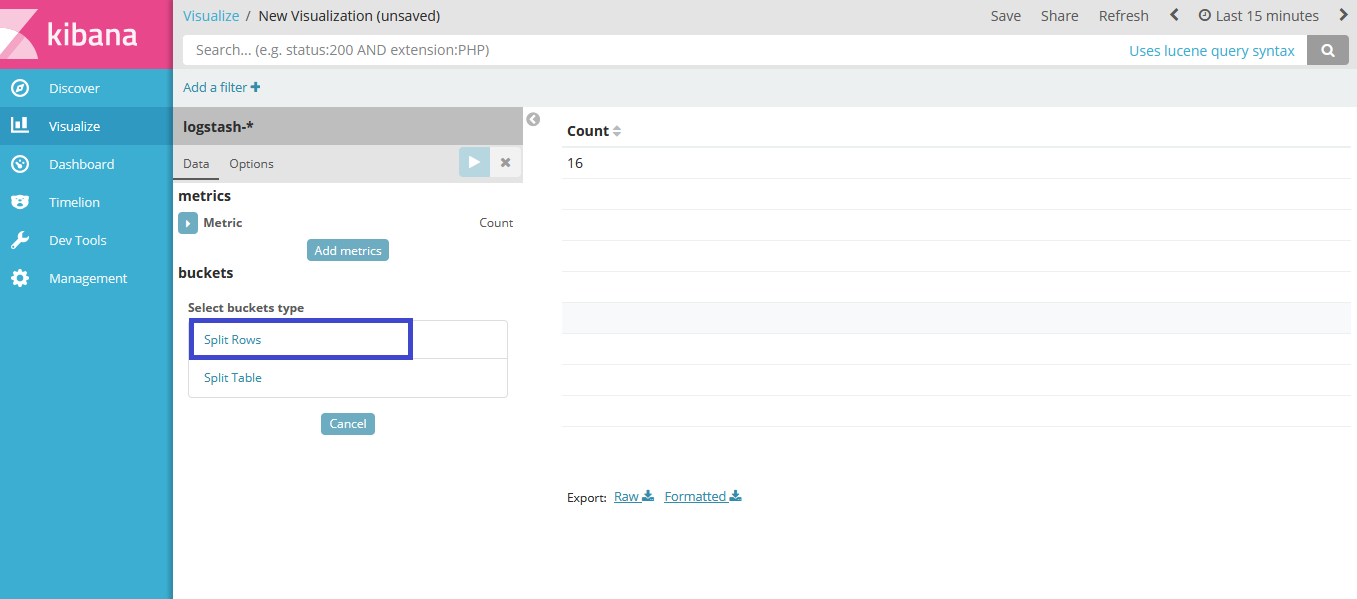 kibana
Discover
Visualize
Dashboard
Timelion
Dev Tools
Management
Visualize / New Visualization (unsaved)
Save Share Refresh Last 15 minutes
Search... (e.g. status:200 AND extension:PHP) Uses lucene query syntax
Add a filter
logstash-*
Data Options
metrics
Metric Count
Add metrics
buckets
Select buckets type
Split Rows
Split Table
Cancel
Count
16
Export: Raw Formatted